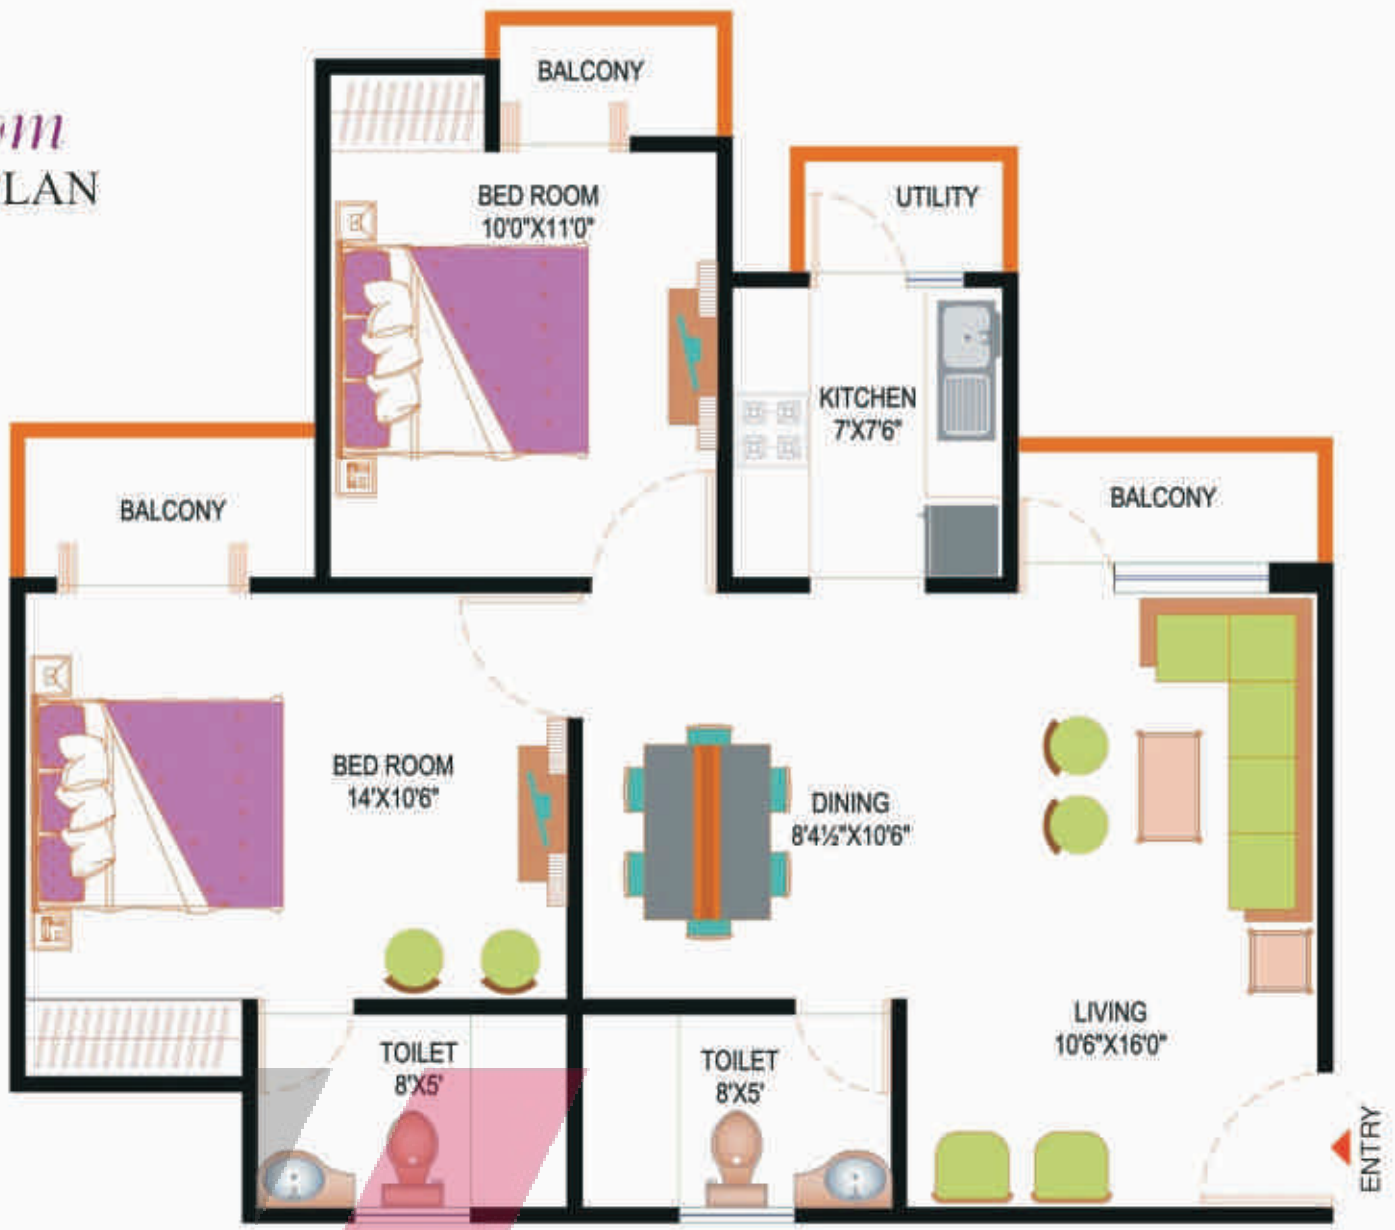 LAN
BALCONY
BED ROOM
10'0"X11'0"
UTILITY
KITCHEN
7'X7'6"
BALCONY
BALCONY
BED ROOM
14'X10'6"
DINING
8'4½"X10'6"
LIVING
10'6"X16'0"
TOILET
8'X5'
TOILET
8'X5'
ENTRY